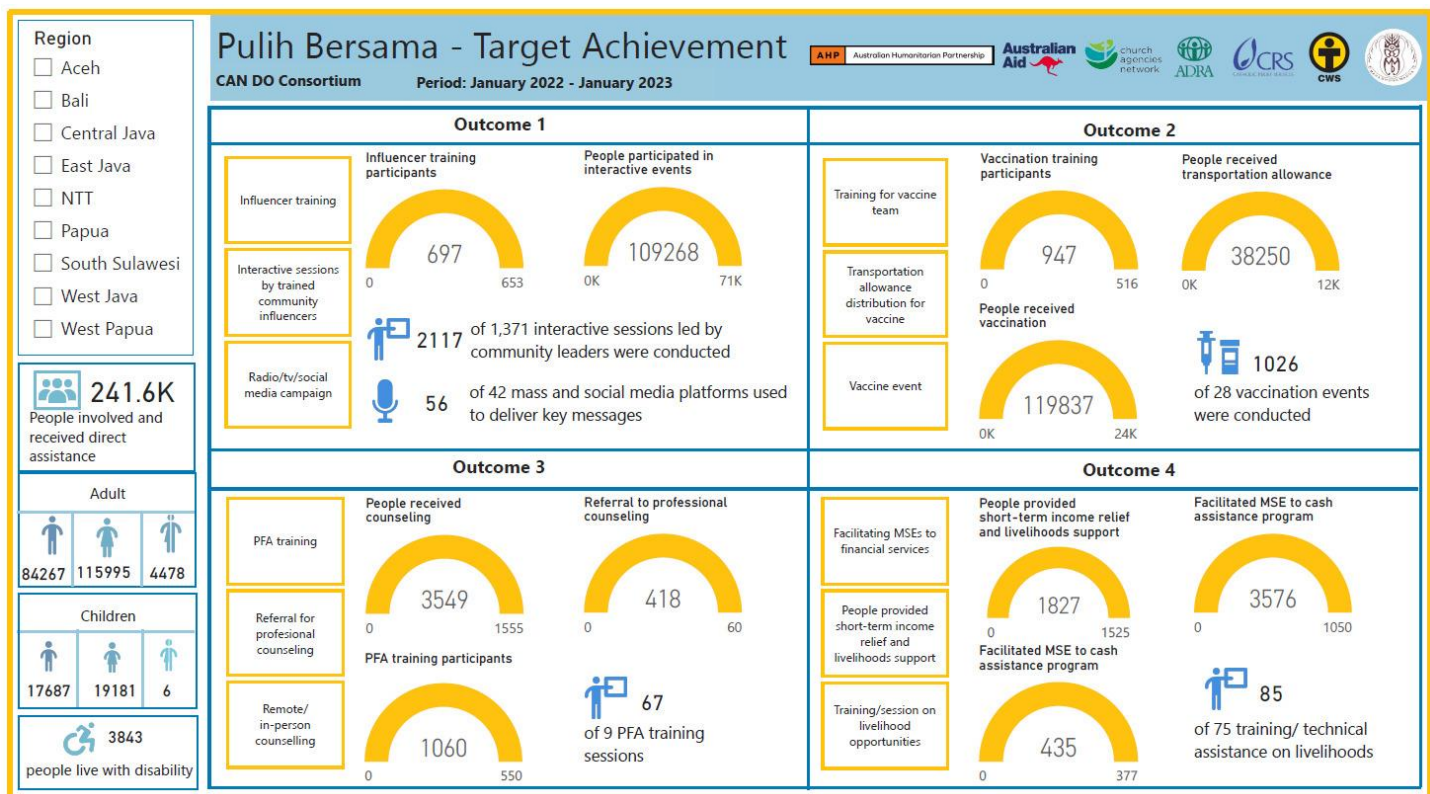 Region
Aceh
Bali
Central Java
East Java
NTT
Papua
South Sulawesi
West Java
West Papua
241.6K
People involved and
received direct
assistance
Adult
84267 115995 4478
Children
17687 19181 6
3843
people live with disability
Pulih Bersama - Target Achievement
CAN DO Consortium Period: January 2022 - January 2023
AHP Australian Humanitarian Partnership
Australian
Aid
church
agencies
network
ADRA
CRS
CWS
Outcome 1
Influencer training
Interactive sessions
by trained
community
influencers
Radio/tv/social
media campaign
Influencer training
participants
697
0 653
People participated in
interactive events
109268
0K 71K
2117 of 1,371 interactive sessions led by
community leaders were conducted
56 of 42 mass and social media platforms used
to deliver key messages
Outcome 2
Training for vaccine
team
Transportation
allowance
distribution for
vaccine
Vaccine event
Vaccination training
participants
947
0 516
People received
transportation allowance
38250
0K 12K
People received
vaccination
119837
0K 24K
1026
of 28 vaccination events
were conducted
Outcome 3
PFA training
Referral for
profesional
counseling
Remote/
in-person
counselling
People received
counseling
3549
0 1555
Referral to professional
counseling
418
0 60
PFA training participants
1060
0 550
67
of 9 PFA training
sessions
Outcome 4
Facilitating MSEs to
financial services
People provided
short-term income
relief and
livelihoods support
Training/session on
livelihood
opportunities
People provided
short-term income relief
and livelihoods support
1827
0 1525
Facilitated MSE to cash
assistance program
3576
0 1050
Facilitated MSE to cash
assistance program
435
0 377
85
of 75 training/ technical
assistance on livelihoods